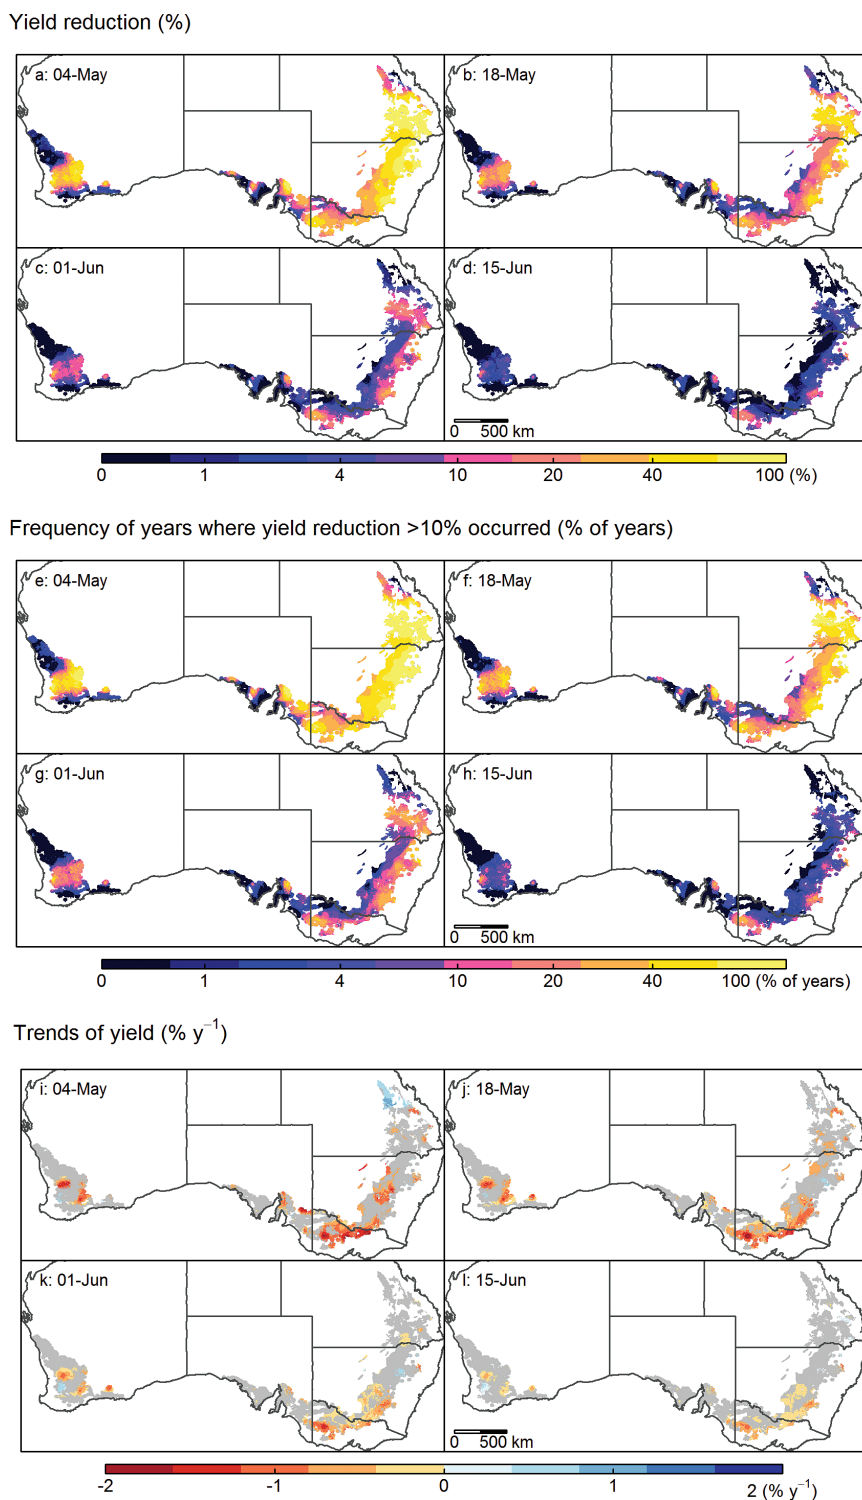 Yield reduction (%)
a: 04-May
b: 18-May
c: 01-Jun
d: 15-Jun
0 500 km
0 1 4 10 20 40 100 (%)
Frequency of years where yield reduction >10% occurred (% of years)
e: 04-May
f: 18-May
g: 01-Jun
h: 15-Jun
0 500 km
0 1 4 10 20 40 100 (% of years)
Trends of yield (% y⁻¹)
i: 04-May
j: 18-May
k: 01-Jun
l: 15-Jun
0 500 km
-2 -1 0 1 2 (% y⁻¹)